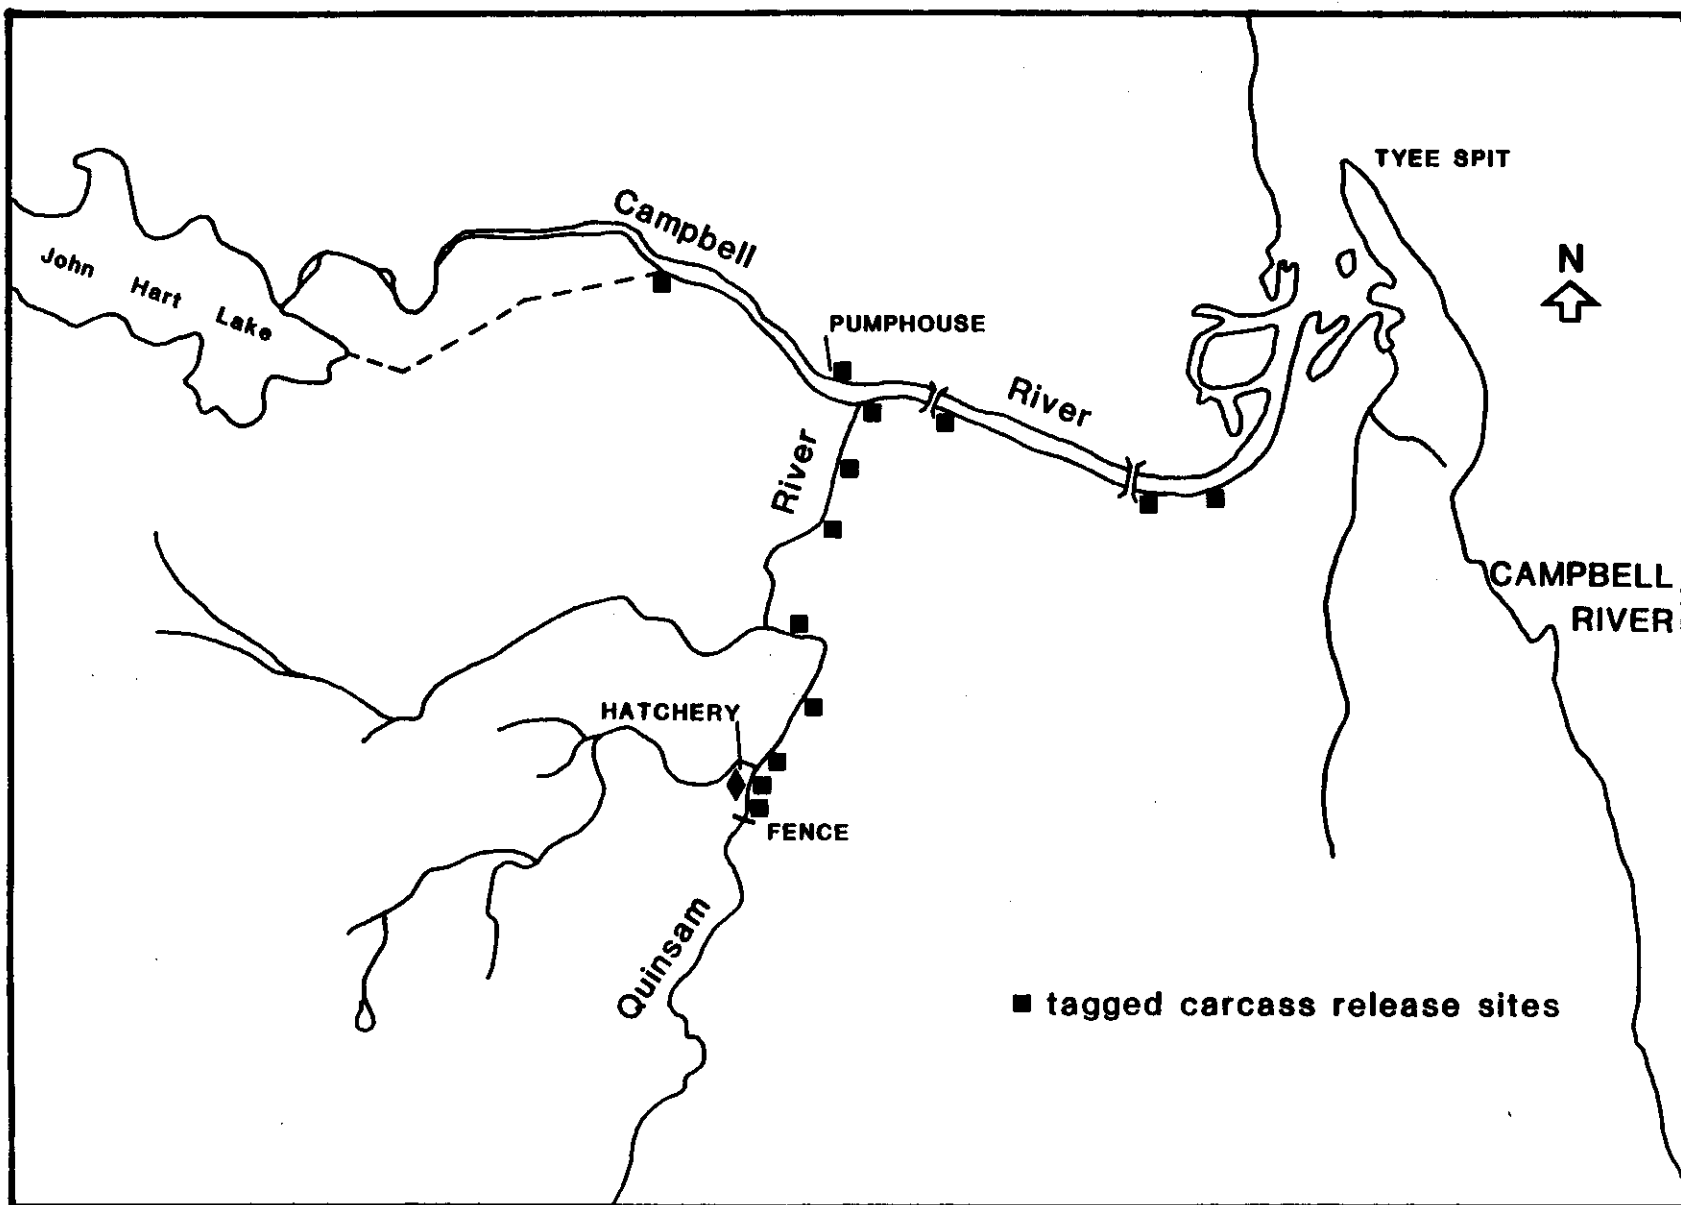 TYEE SPIT
Campbell
N
John Hart Lake
PUMPHOUSE
River
River
CAMPBELL
RIVER
HATCHERY
FENCE
Quinsam
tagged carcass release sites